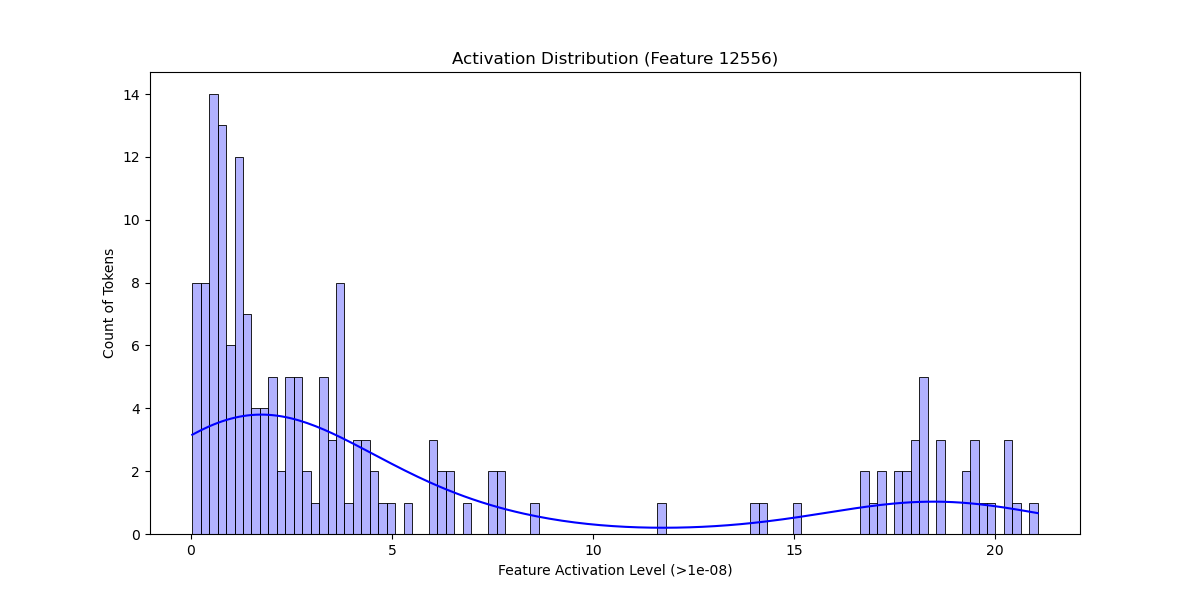 Activation Distribution (Feature 12556)
14
12
10
8
6
4
2
0
Count of Tokens
0 5 10 15 20
Feature Activation Level (>1e-08)